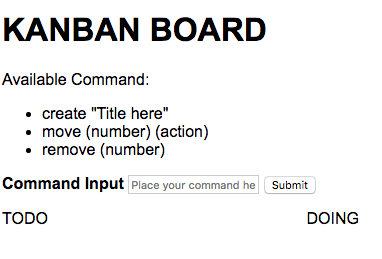 KANBAN BOARD
Available Command:
create "Title here"
move (number) (action)
remove (number)
Command Input Place your command he Submit
TODO DOING